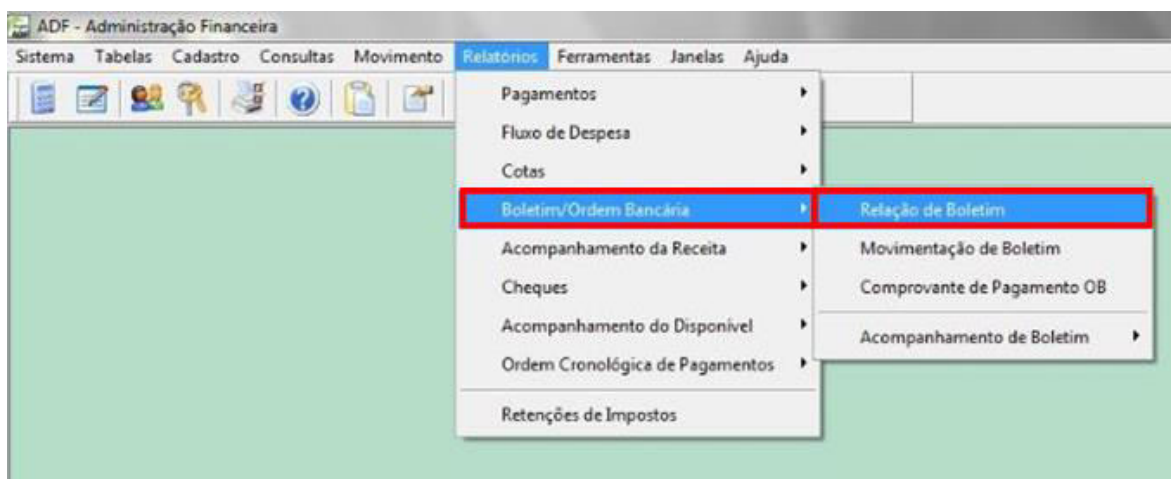 ADF - Administração Financeira
Sistema Tabelas Cadastro Consultas Movimento Relatórios Ferramentas Janelas Ajuda
Pagamentos
Fluxo de Despesa
Cotas
Boletim/Ordem Bancária
Acompanhamento da Receita
Cheques
Acompanhamento do Disponível
Ordem Cronológica de Pagamentos
Retenções de Impostos
Relação de Boletim
Movimentação de Boletim
Comprovante de Pagamento OB
Acompanhamento de Boletim